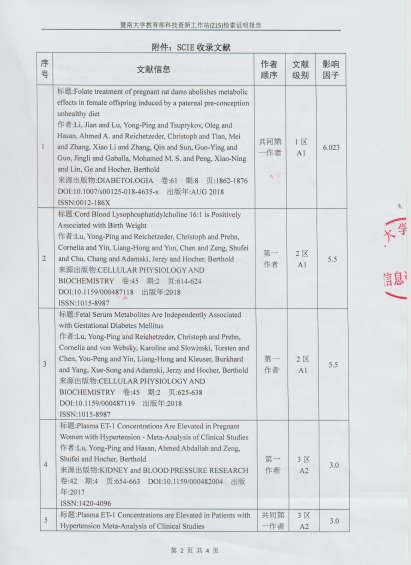 暨南大学教育部科技查新工作站(Z15)检索证明报告
附件：SCIE 收录文献
序号
文献信息
作者顺序
文献级别
影响因子
1
标题:Folate treatment of pregnant rat dams abolishes metabolic
effects in female offspring induced by a paternal pre-conception
unhealthy diet
作者:Li, Jian and Lu, Yong-Ping and Tsuprykov, Oleg and
Hasan, Ahmed A. and Reichetzeder, Christoph and Tian, Mei
and Zhang, Xiao Li and Zhang, Qin and Sun, Guo-Ying and
Guo, Jingli and Gaballa, Mohamed M. S. and Peng, Xiao-Ning
and Lin, Ge and Hocher, Berthold
来源出版物:DIABETOLOGIA 卷:61 期:8 页:1862-1876
DOI:10.1007/s00125-018-4635-x 出版年:AUG 2018
ISSN:0012-186X
共同第
一作者
1 区
A1
6.023
2
标题:Cord Blood Lysophosphatidylcholine 16:1 is Positively
Associated with Birth Weight
作者:Lu, Yong-Ping and Reichetzeder, Christoph and Prehn,
Cornelia and Yin, Liang-Hong and Yun, Chen and Zeng, Shufei
and Chu, Chang and Adamski, Jerzy and Hocher, Berthold
来源出版物:CELLULAR PHYSIOLOGY AND
BIOCHEMISTRY 卷:45 期:2 页:614-624
DOI:10.1159/000487118 出版年:2018
ISSN:1015-8987
第一
作者
2 区
A1
5.5
3
标题:Fetal Serum Metabolites Are Independently Associated
with Gestational Diabetes Mellitus
作者:Lu, Yong-Ping and Reichetzeder, Christoph and Prehn,
Cornelia and von Websky, Karoline and Slowinski, Torsten and
Chen, You-Peng and Yin, Liang-Hong and Kleuser, Burkhard
and Yang, Xue-Song and Adamski, Jerzy and Hocher, Berthold
来源出版物:CELLULAR PHYSIOLOGY AND
BIOCHEMISTRY 卷:45 期:2 页:625-638
DOI:10.1159/000487119 出版年:2018
ISSN:1015-8987
第一
作者
2 区
A1
5.5
4
标题:Plasma ET-1 Concentrations Are Elevated in Pregnant
Women with Hypertension - Meta-Analysis of Clinical Studies
作者:Lu, Yong-Ping and Hasan, Ahmed Abdallah and Zeng,
Shufei and Hocher, Berthold
来源出版物:KIDNEY and BLOOD PRESSURE RESEARCH
卷:42 期:4 页:654-663 DOI:10.1159/000482004 出版
年:2017
ISSN:1420-4096
第一
作者
3 区
A2
3.0
5
标题:Plasma ET-1 Concentrations are Elevated in Patients with
Hypertension Meta-Analysis of Clinical Studies
共同第
一作者
3 区
A2
3.0
大学
信息
第 2 页 共 4 页